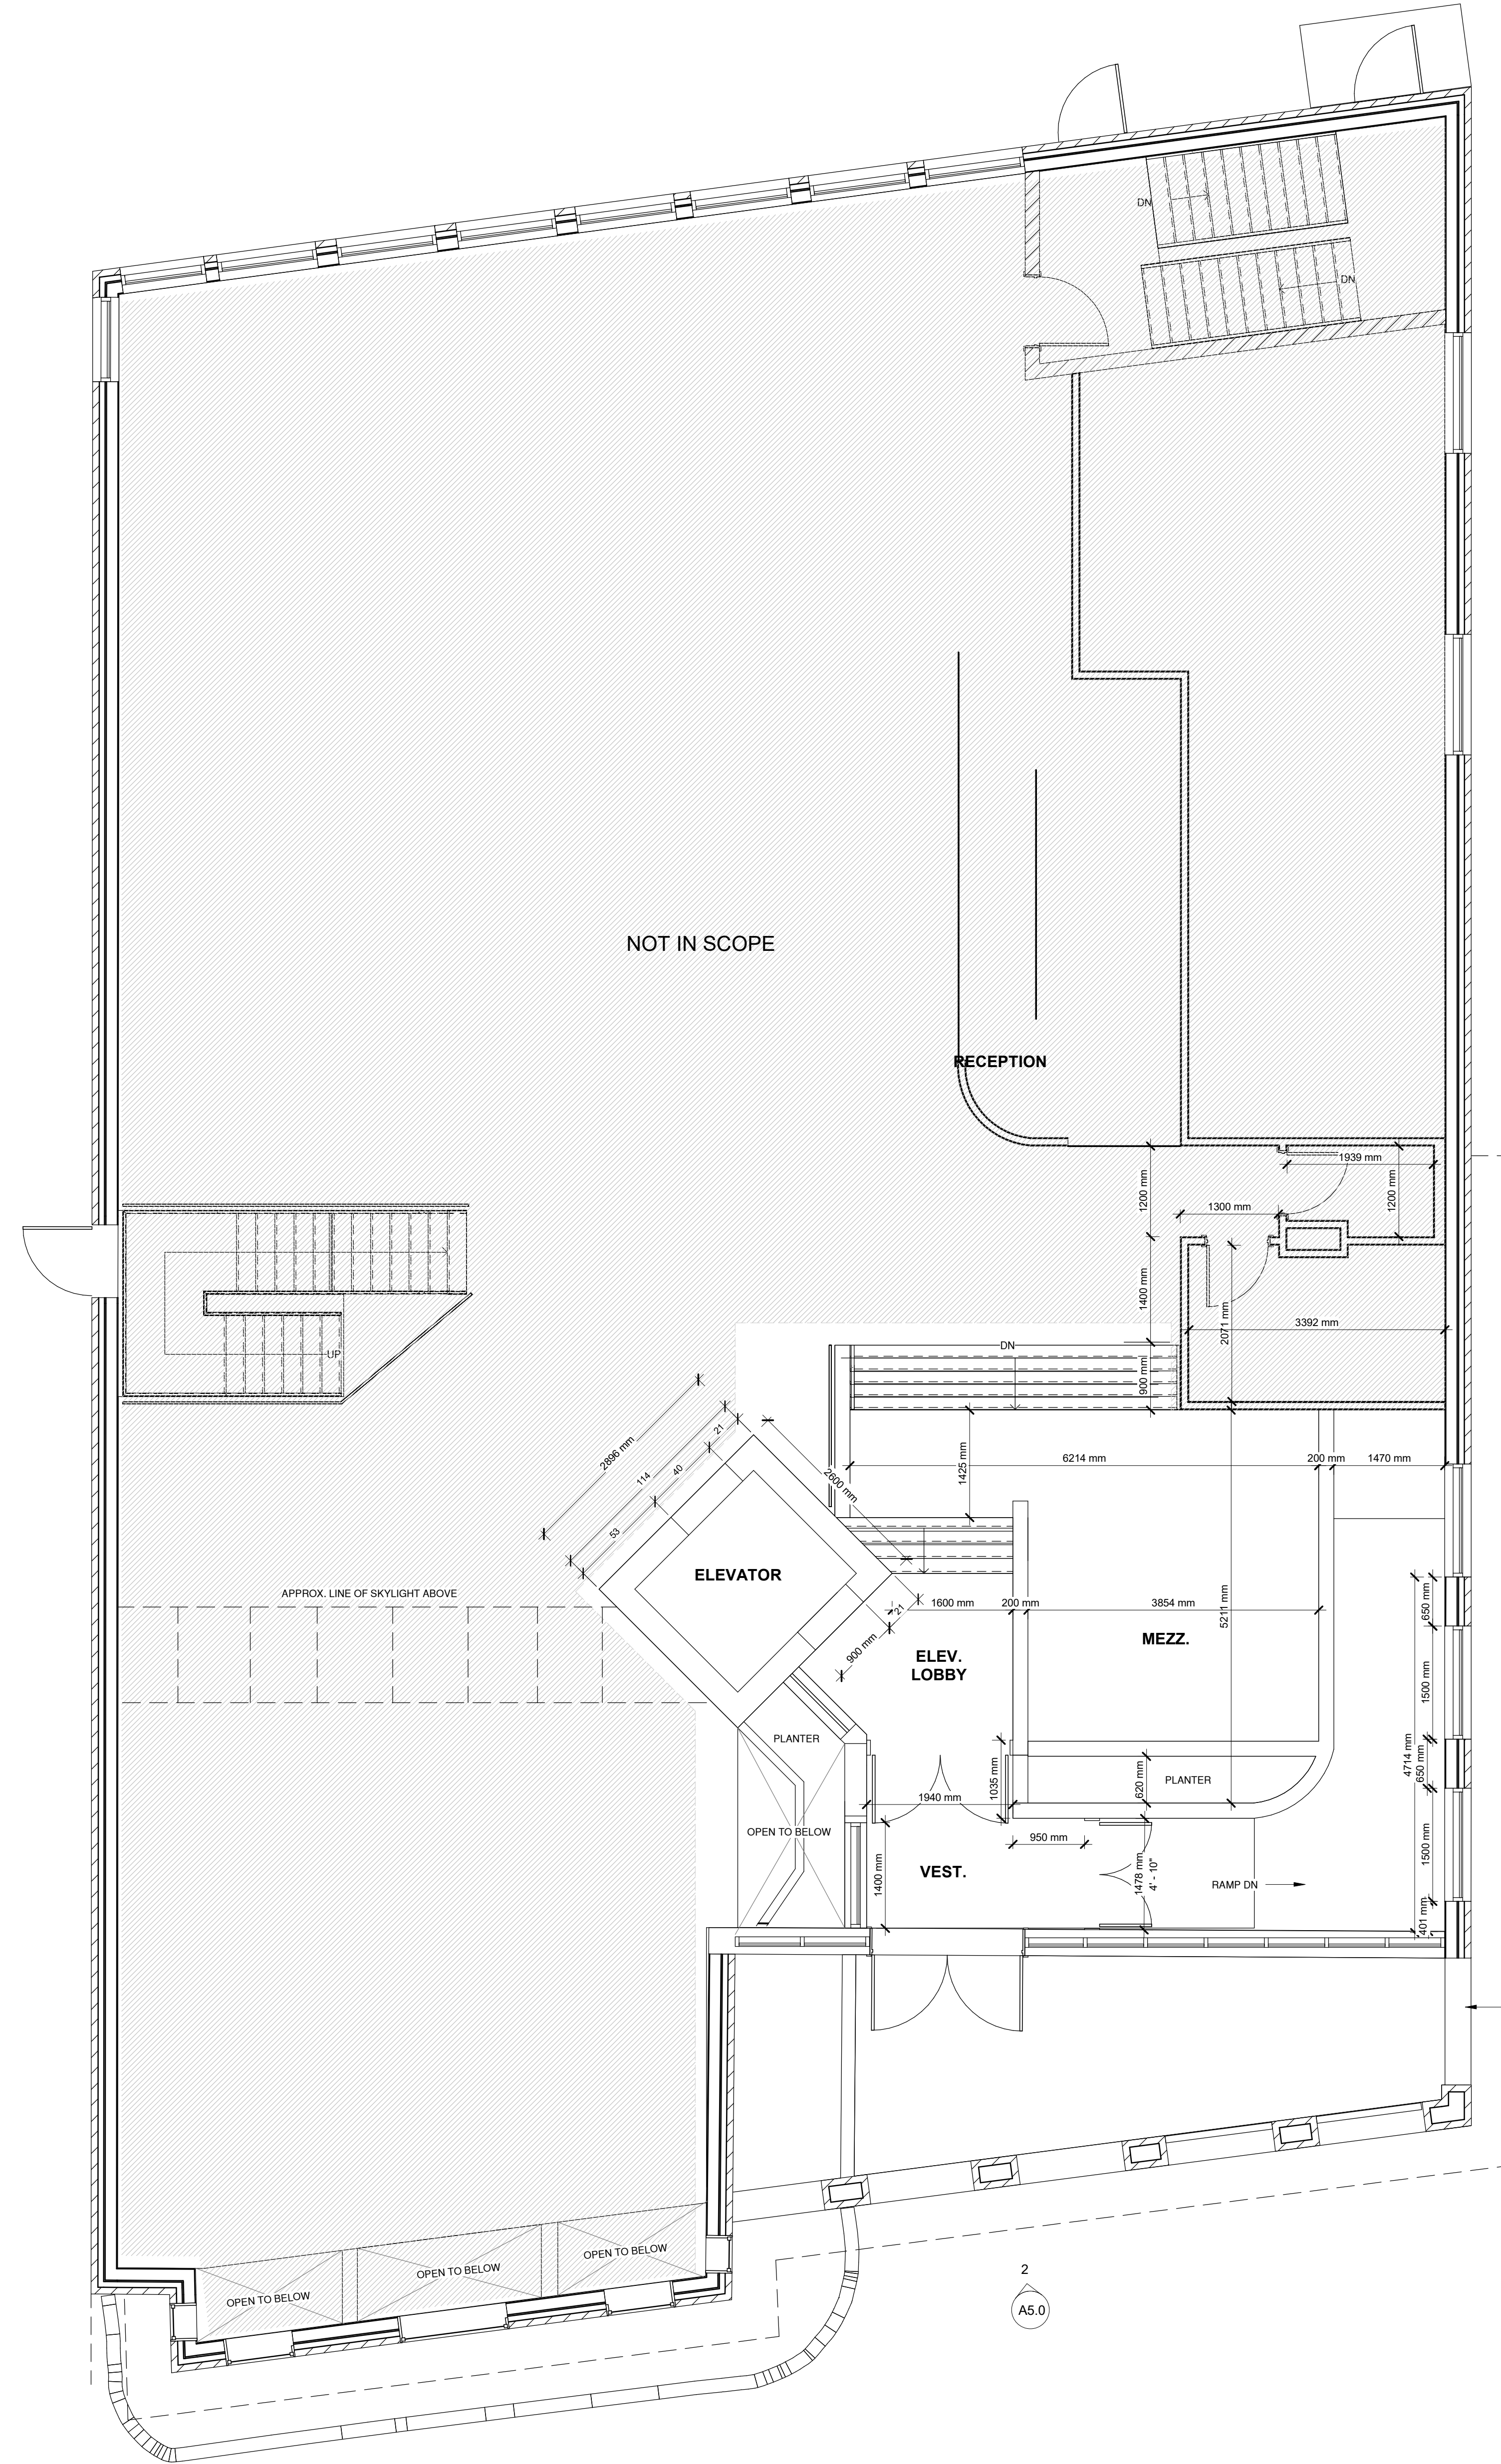 DN
DN
NOT IN SCOPE
RECEPTION
1939 mm
1200 mm
1200 mm
1300 mm
1400 mm
2071 mm
3392 mm
DN
900 mm
UP
2896 mm
114
21
40
53
2600 mm
1425 mm
6214 mm
200 mm
1470 mm
ELEVATOR
APPROX. LINE OF SKYLIGHT ABOVE
1600 mm
200 mm
3854 mm
5211 mm
650 mm
21
900 mm
ELEV.
LOBBY
MEZZ.
1500 mm
PLANTER
1035 mm
620 mm
PLANTER
4714 mm
650 mm
1940 mm
OPEN TO BELOW
950 mm
1500 mm
1400 mm
VEST.
1478 mm
4' - 10"
RAMP DN
401 mm
OPEN TO BELOW
OPEN TO BELOW
OPEN TO BELOW
2
A5.0